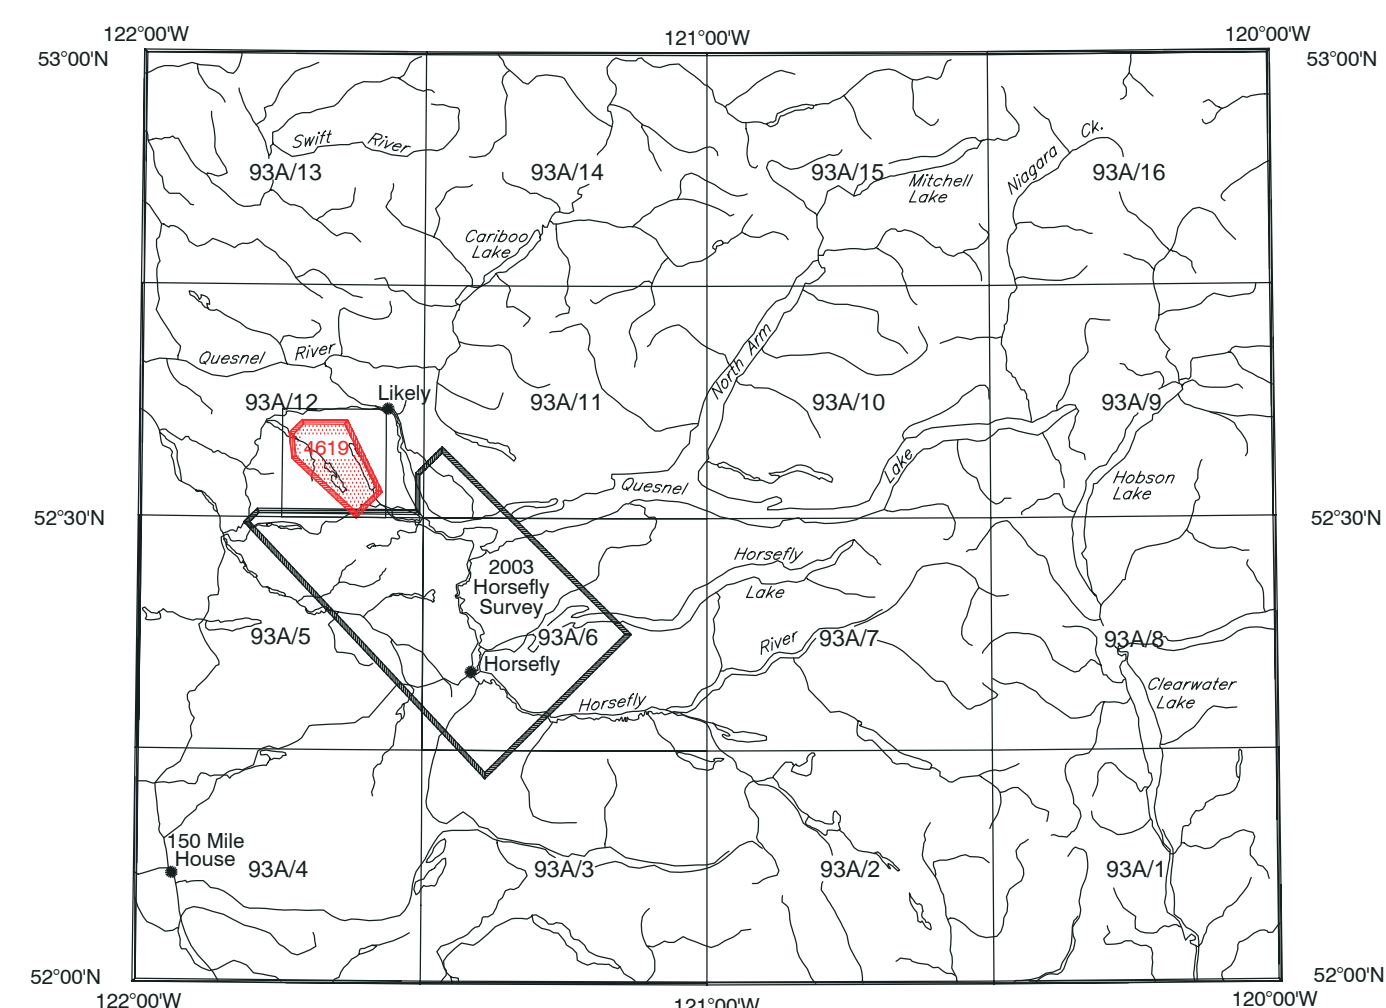 122°00'W
121°00'W
120°00'W
53°00'N
53°00'N
Swift River
Niagara Ck.
93A/13
93A/14
93A/15
93A/16
Mitchell
Lake
Cariboo
Lake
North Arm
Quesnel River
93A/12
Likely
93A/11
93A/10
93A/9
4619
Lake
Quesnel
Hobson
Lake
52°30'N
52°30'N
2003
Horsefly
Survey
Horsefly
Lake
93A/5
93A/6
River
93A/7
93A/8
Horsefly
Horsefly
Clearwater
Lake
150 Mile
House
93A/4
93A/3
93A/2
93A/1
52°00'N
52°00'N
122°00'W
121°00'W
120°00'W